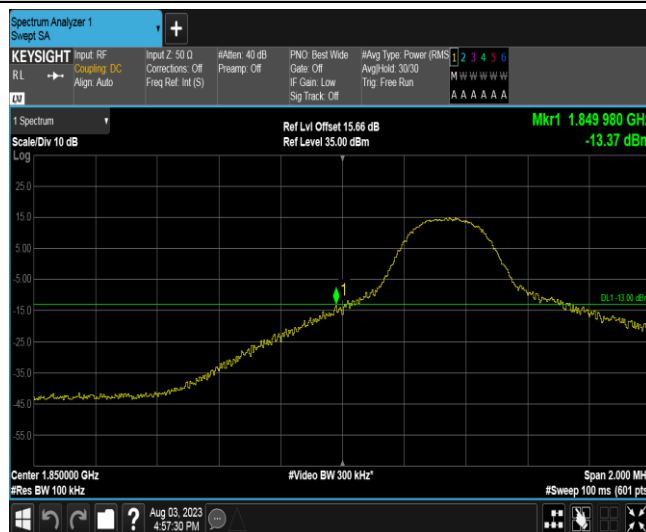 Spectrum Analyzer 1
Swept SA
+
KEYSIGHT
RL
Input: RF
Coupling: DC
Align: Auto
Input Z: 50 Ω
Corrections: Off
Freq Ref: Int (S)
#Atten: 40 dB
Preamp: Off
PNO: Best Wide
Gate: Off
IF Gain: Low
Sig Track: Off
#Avg Type: Power (RMS
Avg|Hold: 30/30
Trig: Free Run
1 2 3 4 5 6
M W W W W W
A A A A A A
LXI
1 Spectrum
Scale/Div 10 dB
Ref Lvl Offset 15.66 dB
Ref Level 35.00 dBm
Mkr1 1.849 980 GHz
-13.37 dBm
Log
25.0
15.0
5.00
-5.00
1
DL1 -13.00 dBm
-15.0
-25.0
-35.0
-45.0
-55.0
Center 1.850000 GHz
#Video BW 300 kHz*
Span 2.000 MH
#Res BW 100 kHz
#Sweep 100 ms (601 pts
?
Aug 03, 2023
4:57:30 PM